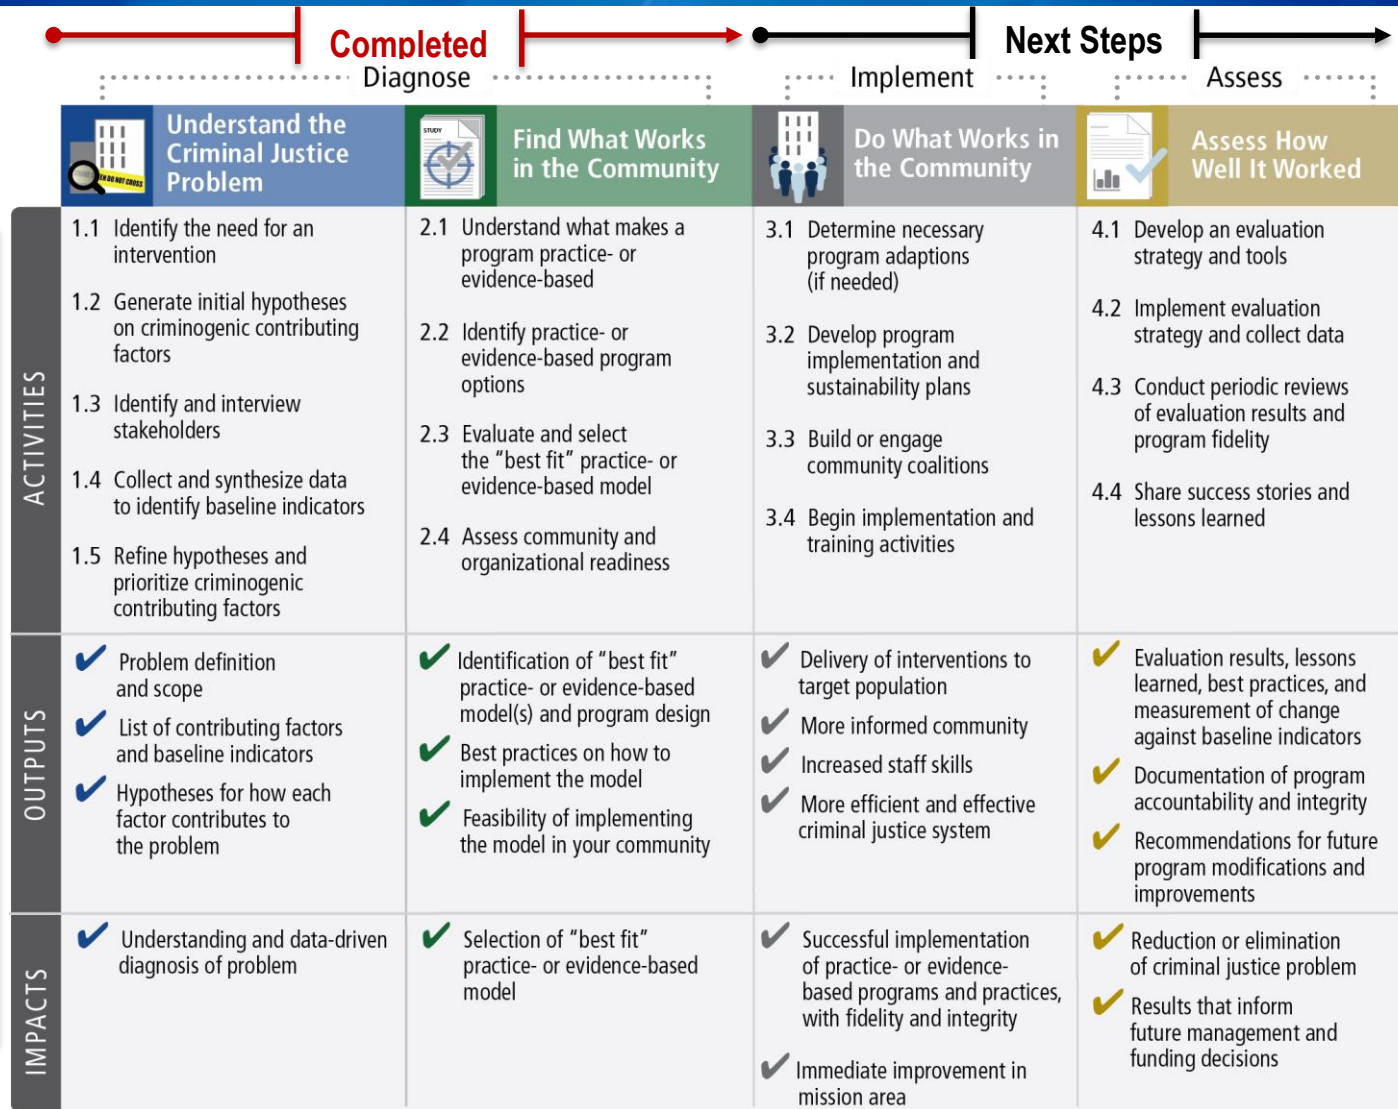 Completed
Next Steps
Diagnose
Implement
Assess
Understand the
Criminal Justice
Problem
STUDY
Find What Works
in the Community
Do What Works in
the Community
Assess How
Well It Worked
ACTIVITIES
1.1 Identify the need for an
intervention
1.2 Generate initial hypotheses
on criminogenic contributing
factors
1.3 Identify and interview
stakeholders
1.4 Collect and synthesize data
to identify baseline indicators
1.5 Refine hypotheses and
prioritize criminogenic
contributing factors
2.1 Understand what makes a
program practice- or
evidence-based
2.2 Identify practice- or
evidence-based program
options
2.3 Evaluate and select
the “best fit” practice- or
evidence-based model
2.4 Assess community and
organizational readiness
3.1 Determine necessary
program adaptions
(if needed)
3.2 Develop program
implementation and
sustainability plans
3.3 Build or engage
community coalitions
3.4 Begin implementation and
training activities
4.1 Develop an evaluation
strategy and tools
4.2 Implement evaluation
strategy and collect data
4.3 Conduct periodic reviews
of evaluation results and
program fidelity
4.4 Share success stories and
lessons learned
OUTPUTS
Problem definition
and scope
List of contributing factors
and baseline indicators
Hypotheses for how each
factor contributes to
the problem
Identification of “best fit”
practice- or evidence-based
model(s) and program design
Best practices on how to
implement the model
Feasibility of implementing
the model in your community
Delivery of interventions to
target population
More informed community
Increased staff skills
More efficient and effective
criminal justice system
Evaluation results, lessons
learned, best practices, and
measurement of change
against baseline indicators
Documentation of program
accountability and integrity
Recommendations for future
program modifications and
improvements
IMPACTS
Understanding and data-driven
diagnosis of problem
Selection of “best fit”
practice- or evidence-based
model
Successful implementation
of practice- or evidence-
based programs and practices,
with fidelity and integrity
Immediate improvement in
mission area
Reduction or elimination
of criminal justice problem
Results that inform
future management and
funding decisions